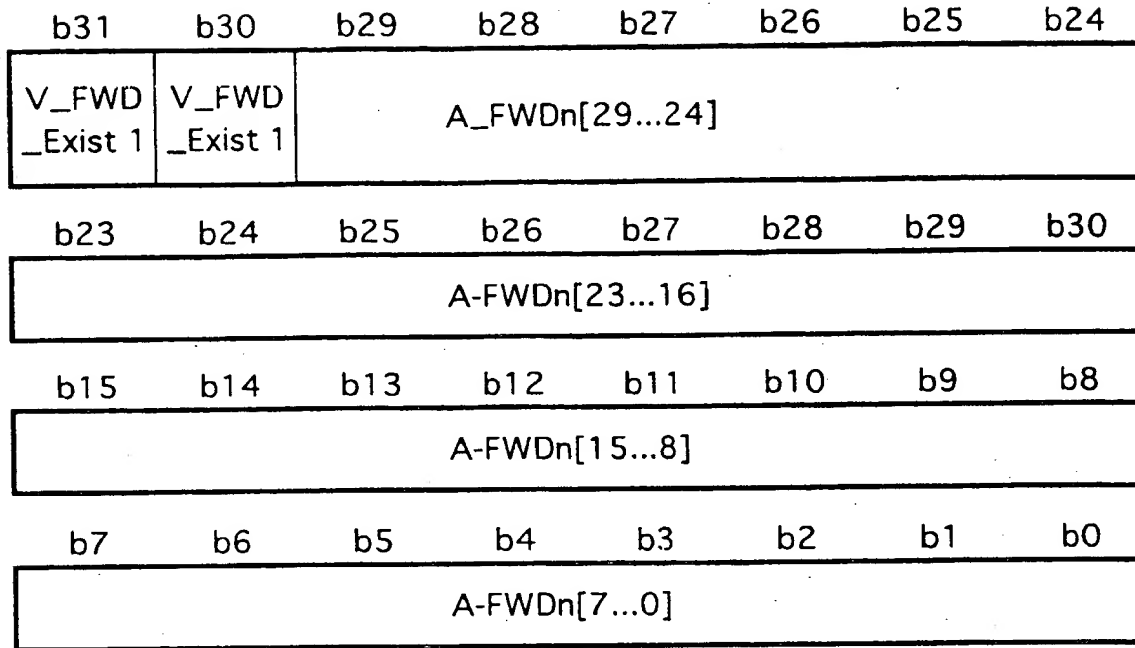 b31 b30 b29 b28 b27 b26 b25 b24
V_FWD V_FWD
_Exist 1 _Exist 1
A_FWDn[29...24]
b23 b24 b25 b26 b27 b28 b29 b30
A-FWDn[23...16]
b15 b14 b13 b12 b11 b10 b9 b8
A-FWDn[15...8]
b7 b6 b5 b4 b3 b2 b1 b0
A-FWDn[7...0]